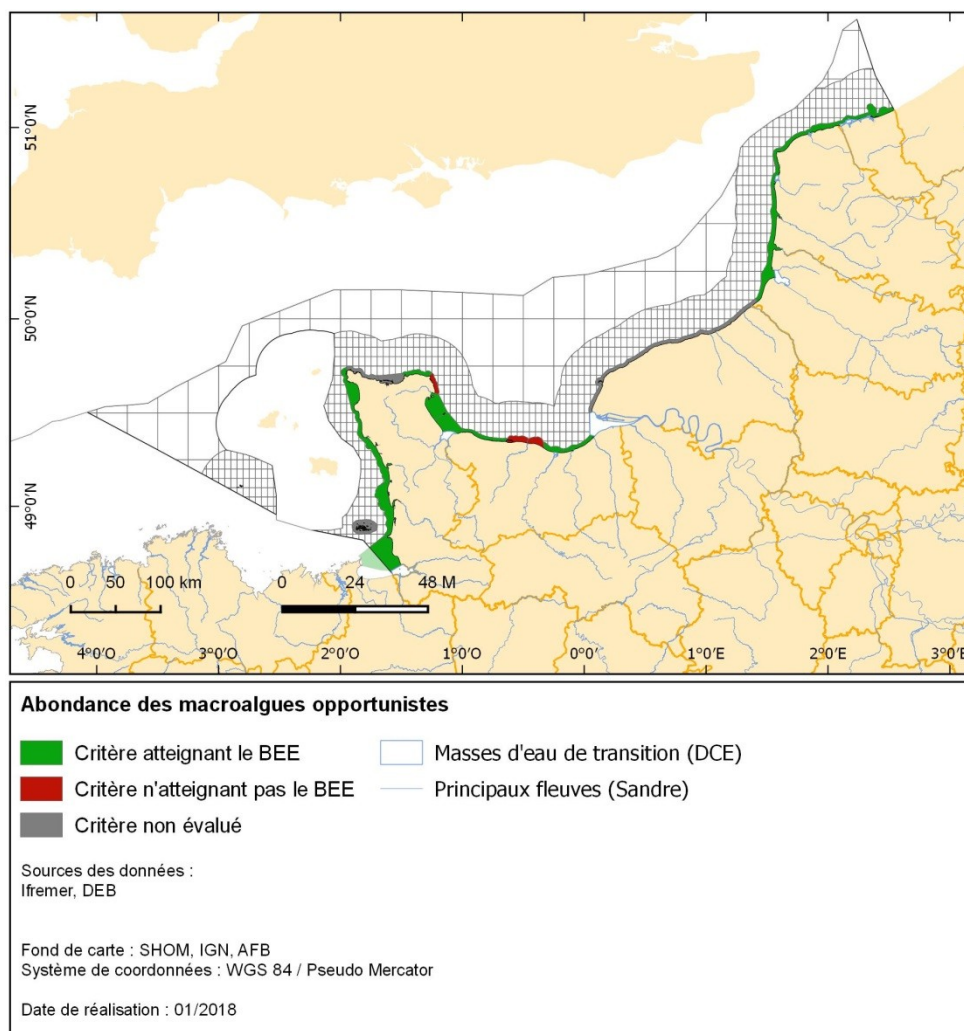 51°0'N
50°0'N
49°0'N
0 50 100 km
0 24 48 M
4°0'O 3°0'O 2°0'O 1°0'O 0°0'O 1°0'E 2°0'E 3°0'E
Abondance des macroalgues opportunistes
Critère atteignant le BEE
Masses d'eau de transition (DCE)
Critère n'atteignant pas le BEE
Principaux fleuves (Sandre)
Critère non évalué
Sources des données :
Ifremer, DEB
Fond de carte : SHOM, IGN, AFB
Système de coordonnées : WGS 84 / Pseudo Mercator
Date de réalisation : 01/2018